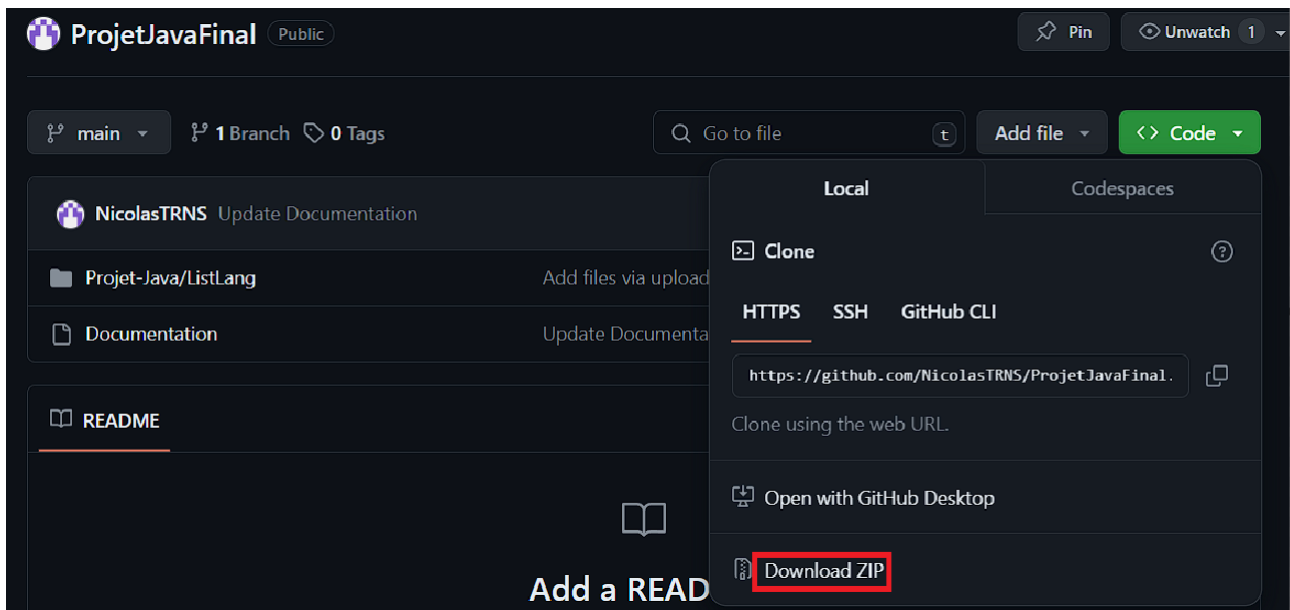 ProjetJavaFinal Public Pin Unwatch 1
main 1 Branch 0 Tags Go to file t Add file <> Code
Local Codespaces
NicolasTRNS Update Documentation
Clone
Projet-Java/ListLang Add files via upload
HTTPS SSH GitHub CLI
Documentation Update Documenta
https://github.com/NicolasTRNS/ProjetJavaFinal.
README
Clone using the web URL.
Open with GitHub Desktop
Download ZIP
Add a READ